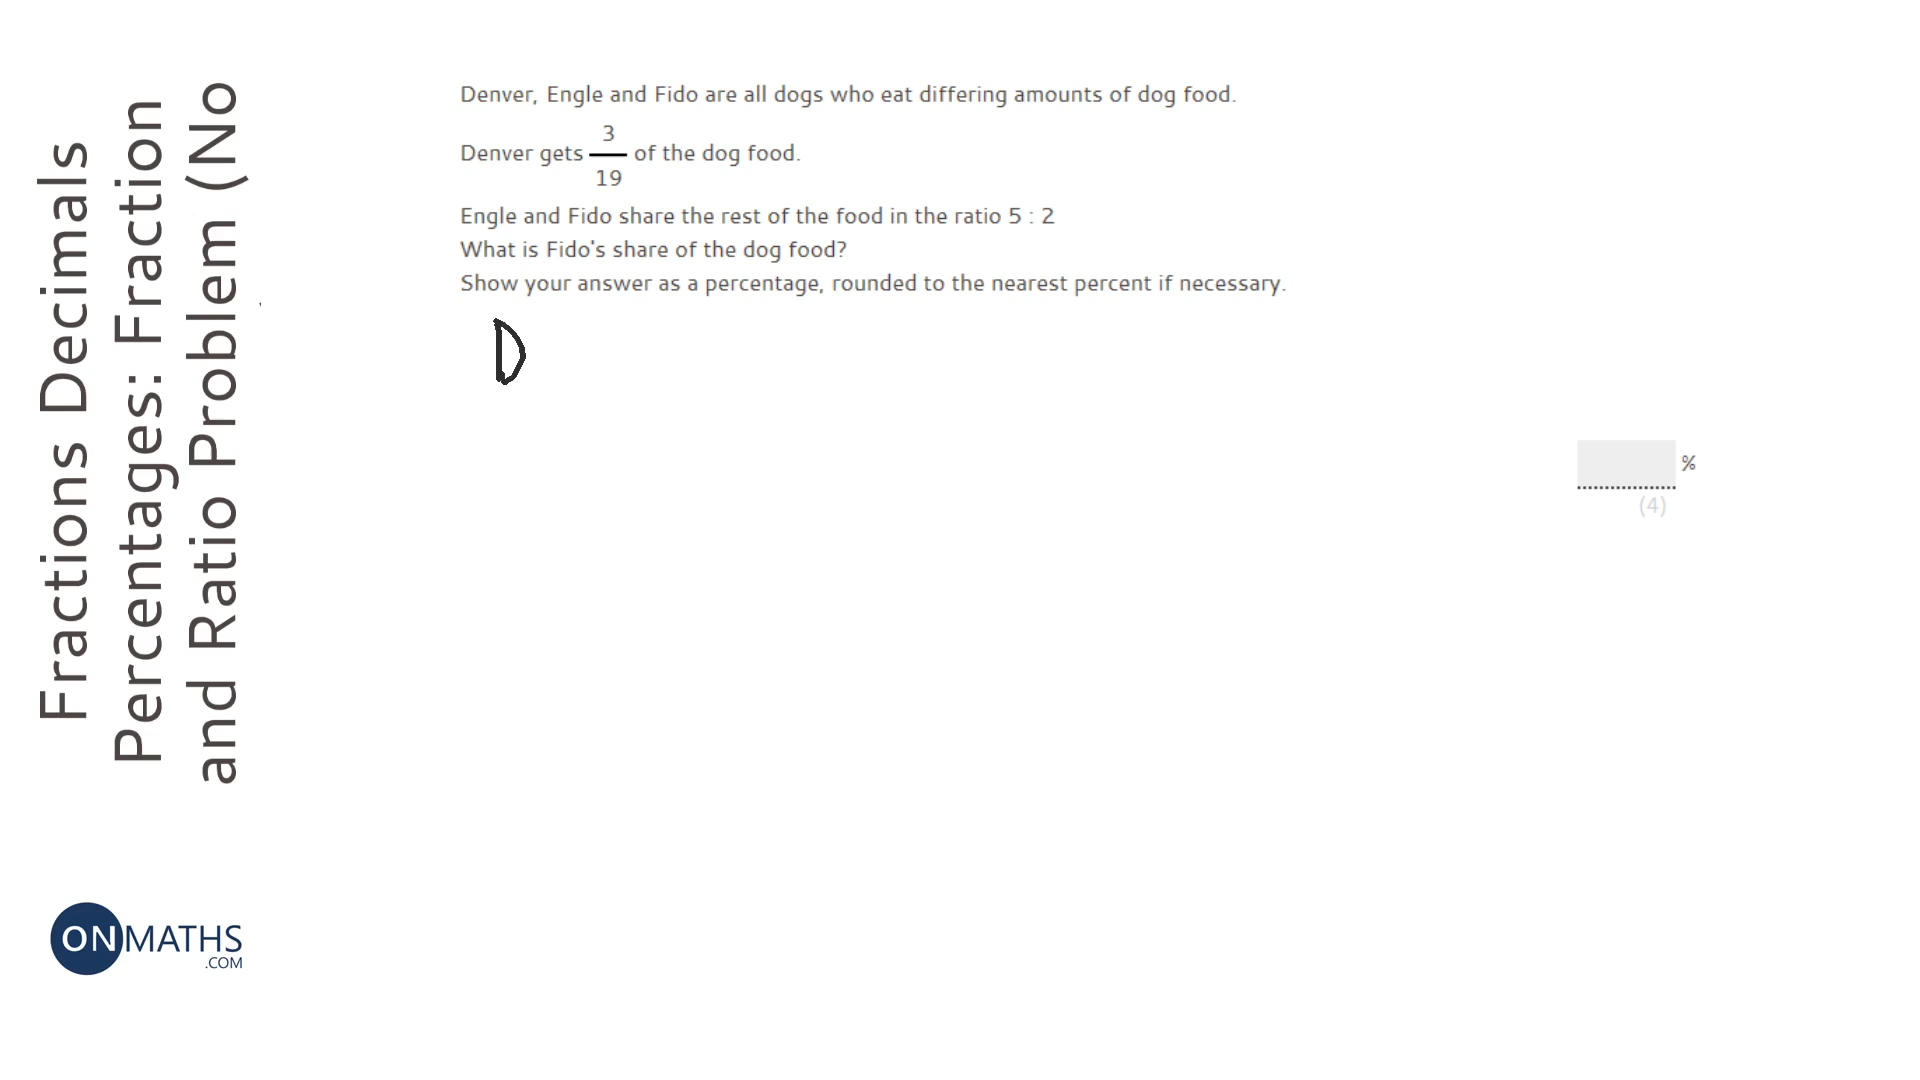 Fractions Decimals
Percentages: Fraction
and Ratio Problem (No
Denver, Engle and Fido are all dogs who eat differing amounts of dog food.
Denver gets 3/19 of the dog food.
Engle and Fido share the rest of the food in the ratio 5 : 2
What is Fido's share of the dog food?
Show your answer as a percentage, rounded to the nearest percent if necessary.
D
%
(4)
ONMATHS
.COM